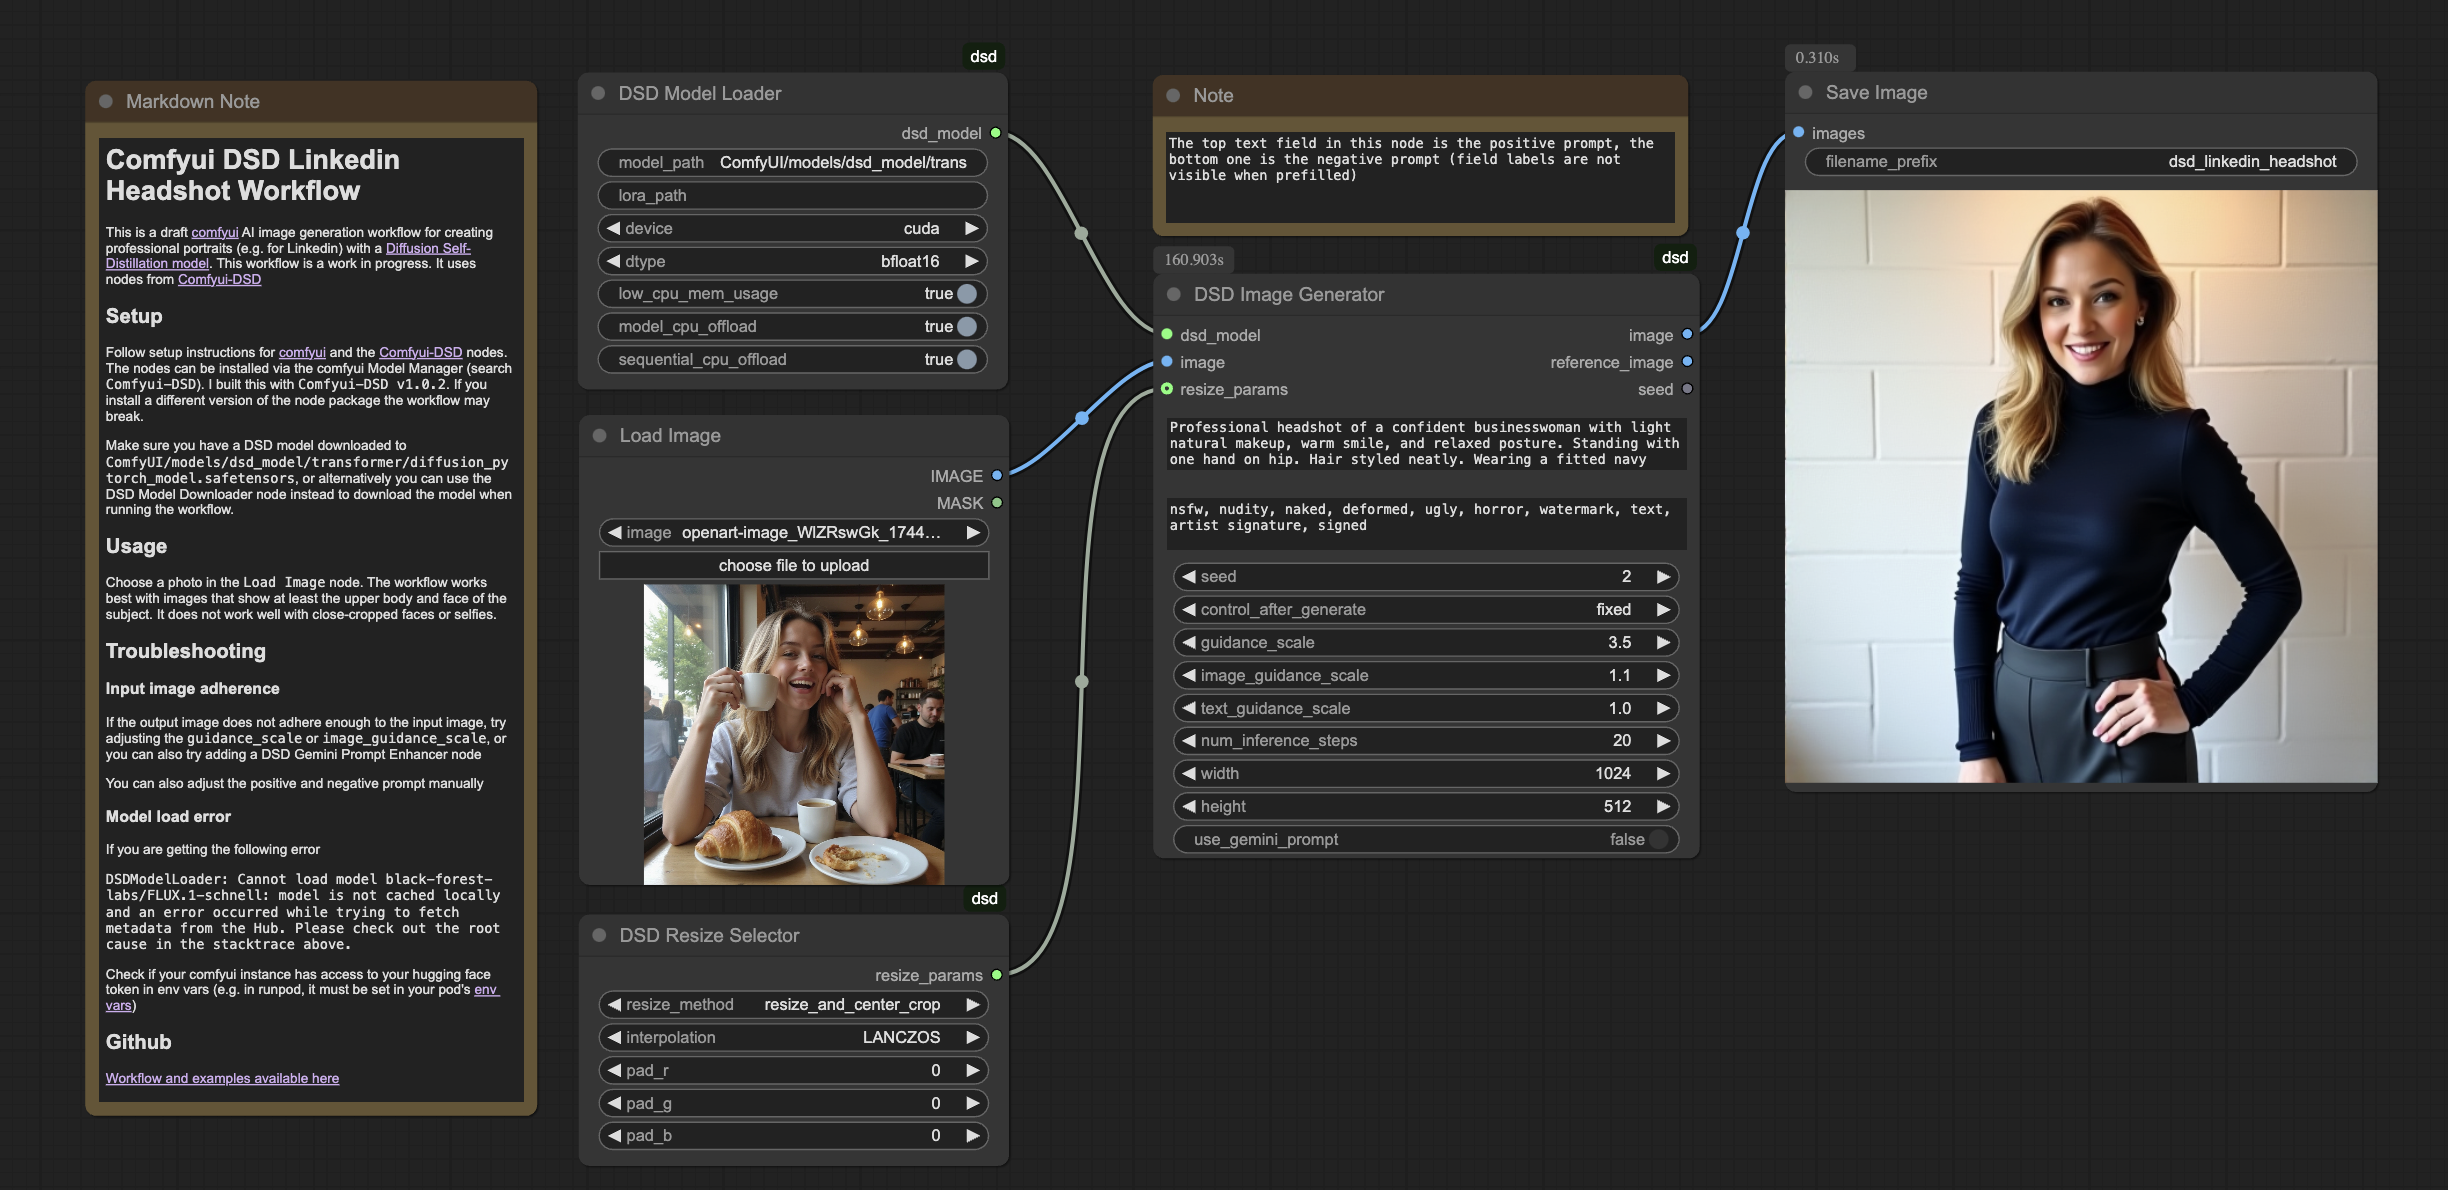 Markdown Note
Comfyui DSD Linkedin
Headshot Workflow
This is a draft comfyui AI image generation workflow for creating
professional portraits (e.g. for Linkedin) with a Diffusion Self-
Distillation model. This workflow is a work in progress. It uses
nodes from Comfyui-DSD
Setup
Follow setup instructions for comfyui and the Comfyui-DSD nodes.
The nodes can be installed via the comfyui Model Manager (search
Comfyui-DSD). I built this with Comfyui-DSD v1.0.2. If you
install a different version of the node package the workflow may
break.
Make sure you have a DSD model downloaded to
ComfyUI/models/dsd_model/transformer/diffusion_py
torch_model.safetensors, or alternatively you can use the
DSD Model Downloader node instead to download the model when
running the workflow.
Usage
Choose a photo in the Load Image node. The workflow works
best with images that show at least the upper body and face of the
subject. It does not work well with close-cropped faces or selfies.
Troubleshooting
Input image adherence
If the output image does not adhere enough to the input image, try
adjusting the guidance_scale or image_guidance_scale, or
you can also try adding a DSD Gemini Prompt Enhancer node
You can also adjust the positive and negative prompt manually
Model load error
If you are getting the following error
DSDModelLoader: Cannot load model black-forest-
labs/FLUX.1-schnell: model is not cached locally
and an error occurred while trying to fetch
metadata from the Hub. Please check out the root
cause in the stacktrace above.
Check if your comfyui instance has access to your hugging face
token in env vars (e.g. in runpod, it must be set in your pod's env
vars)
Github
Workflow and examples available here
dsd
DSD Model Loader
dsd_model
model_path ComfyUI/models/dsd_model/trans
lora_path
device cuda
dtype bfloat16
low_cpu_mem_usage true
model_cpu_offload true
sequential_cpu_offload true
Load Image
IMAGE
MASK
image openart-image_WlZRswGk_1744...
choose file to upload
dsd
DSD Resize Selector
resize_params
resize_method resize_and_center_crop
interpolation LANCZOS
pad_r 0
pad_g 0
pad_b 0
Note
The top text field in this node is the positive prompt, the
bottom one is the negative prompt (field labels are not
visible when prefilled)
160.903s
dsd
DSD Image Generator
dsd_model image
image reference_image
resize_params seed
Professional headshot of a confident businesswoman with light
natural makeup, warm smile, and relaxed posture. Standing with
one hand on hip. Hair styled neatly. Wearing a fitted navy
nsfw, nudity, naked, deformed, ugly, horror, watermark, text,
artist signature, signed
seed 2
control_after_generate fixed
guidance_scale 3.5
image_guidance_scale 1.1
text_guidance_scale 1.0
num_inference_steps 20
width 1024
height 512
use_gemini_prompt false
0.310s
Save Image
images
filename_prefix dsd_linkedin_headshot